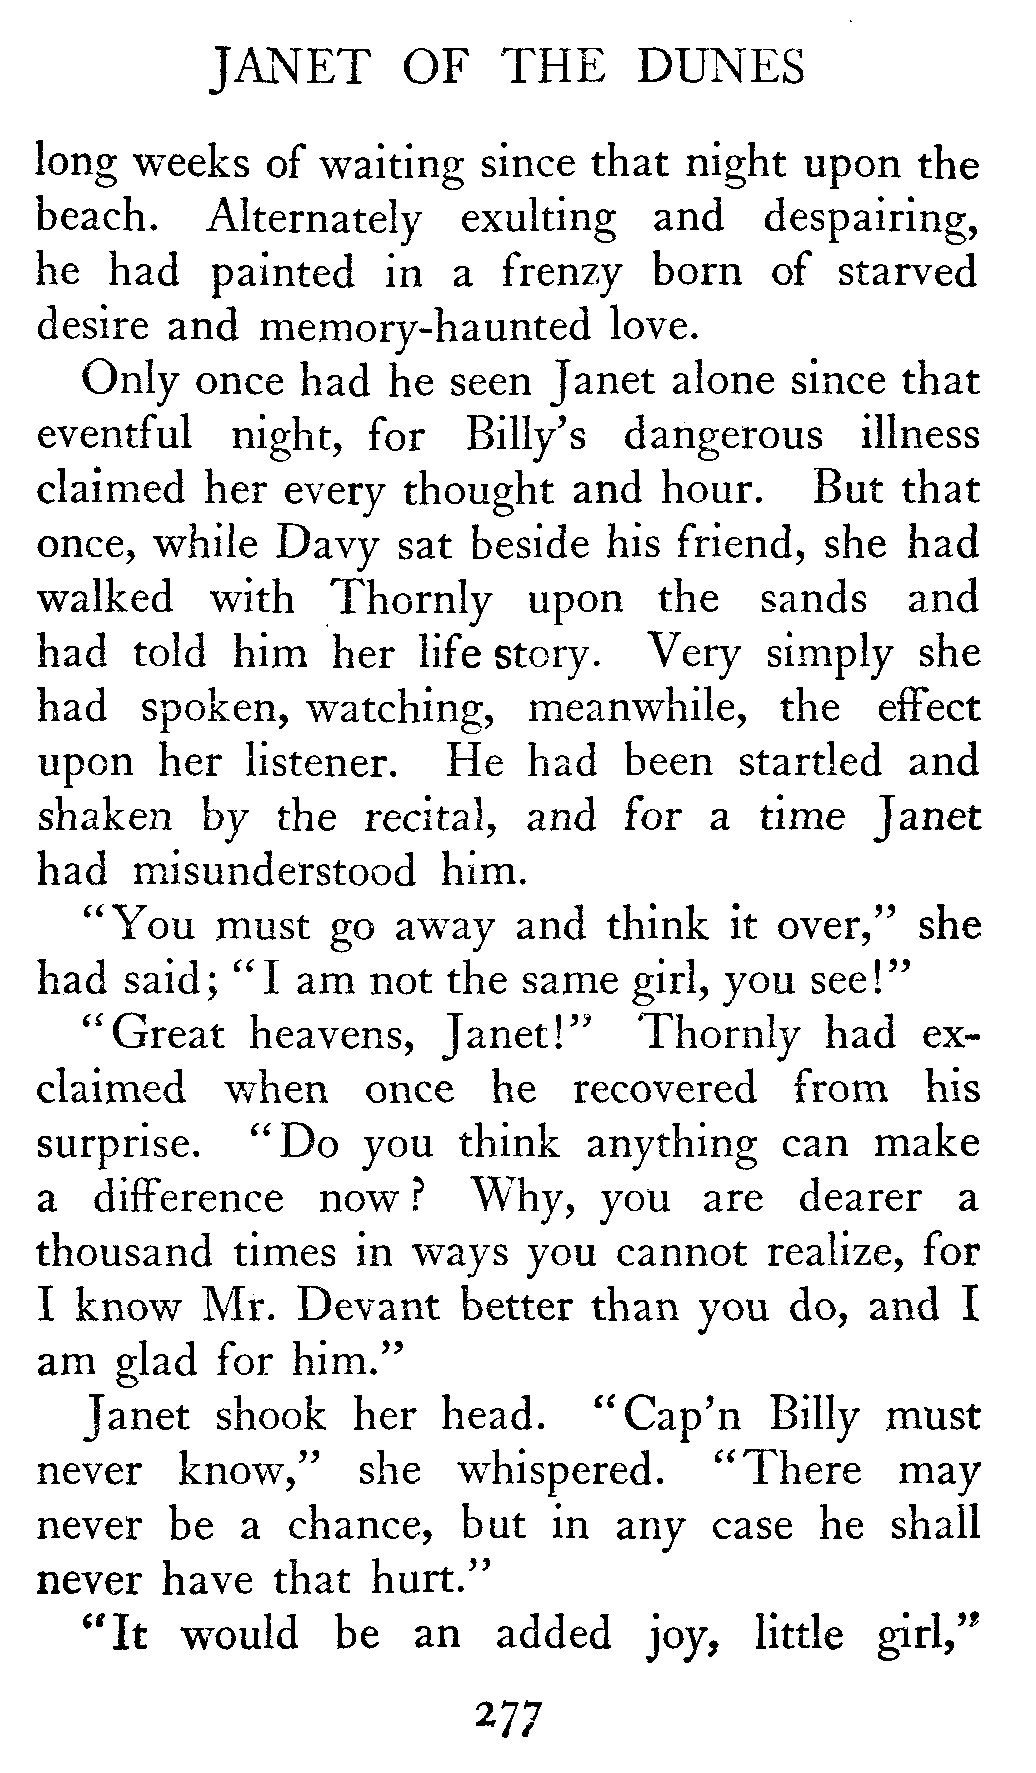 JANET OF THE DUNES
long weeks of waiting since that night upon the
beach. Alternately exulting and despairing,
he had painted in a frenzy born of starved
desire and memory-haunted love.
Only once had he seen Janet alone since that
eventful night, for Billy's dangerous illness
claimed her every thought and hour. But that
once, while Davy sat beside his friend, she had
walked with Thornly upon the sands and
had told him her life story. Very simply she
had spoken, watching, meanwhile, the effect
upon her listener. He had been startled and
shaken by the recital, and for a time Janet
had misunderstood him.
"You must go away and think it over," she
had said; "I am not the same girl, you see!"
"Great heavens, Janet!" Thornly had ex-
claimed when once he recovered from his
surprise. "Do you think anything can make
a difference now? Why, you are dearer a
thousand times in ways you cannot realize, for
I know Mr. Devant better than you do, and I
am glad for him."
Janet shook her head. "Cap'n Billy must
never know," she whispered. "There may
never be a chance, but in any case he shall
never have that hurt."
"It would be an added joy, little girl,"
277